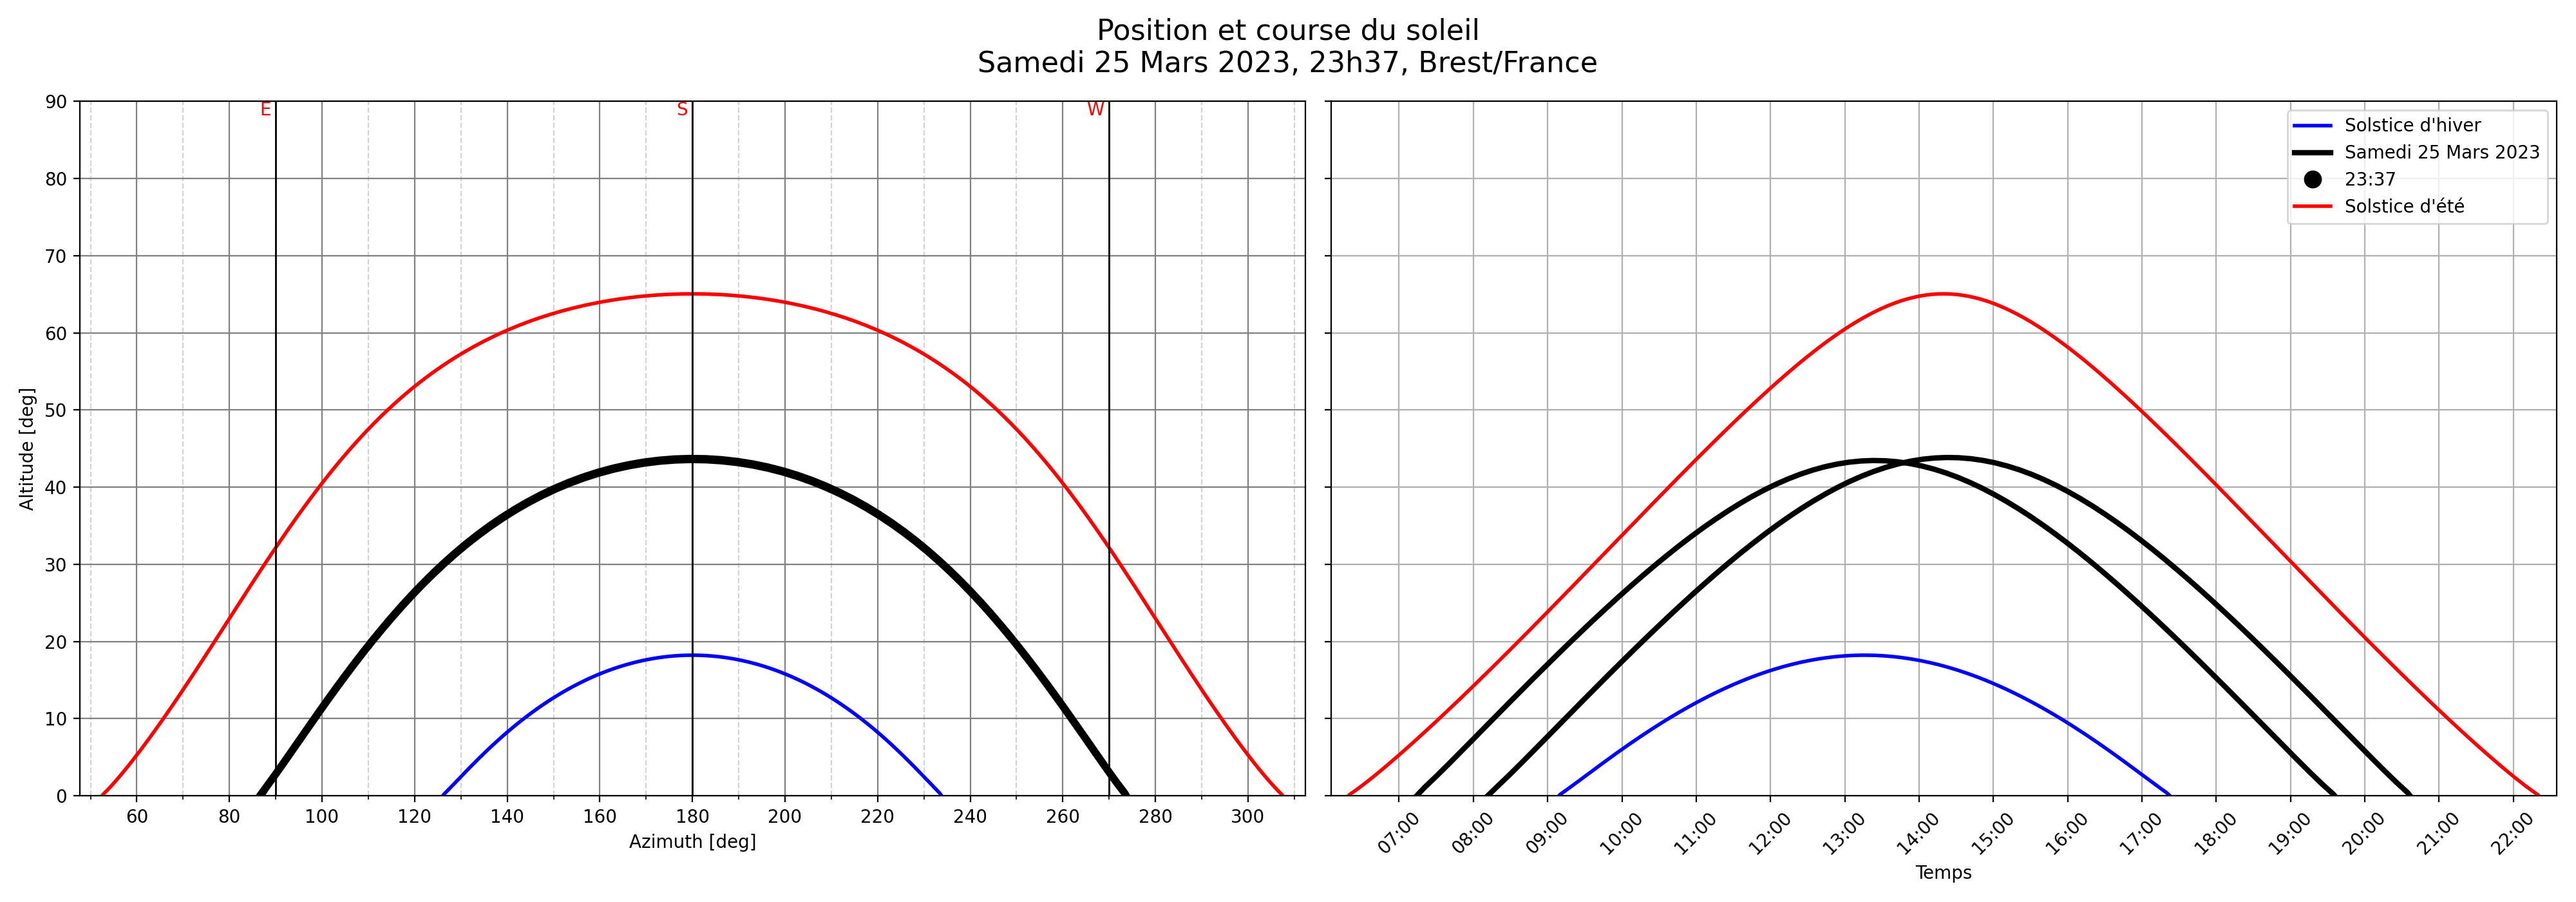 Position et course du soleil
Samedi 25 Mars 2023, 23h37, Brest/France
E
S
W
90
80
70
60
50
40
30
20
10
0
Altitude [deg]
60 80 100 120 140 160 180 200 220 240 260 280 300
Azimuth [deg]
Solstice d'hiver
Samedi 25 Mars 2023
23:37
Solstice d'été
07:00 08:00 09:00 10:00 11:00 12:00 13:00 14:00 15:00 16:00 17:00 18:00 19:00 20:00 21:00 22:00
Temps